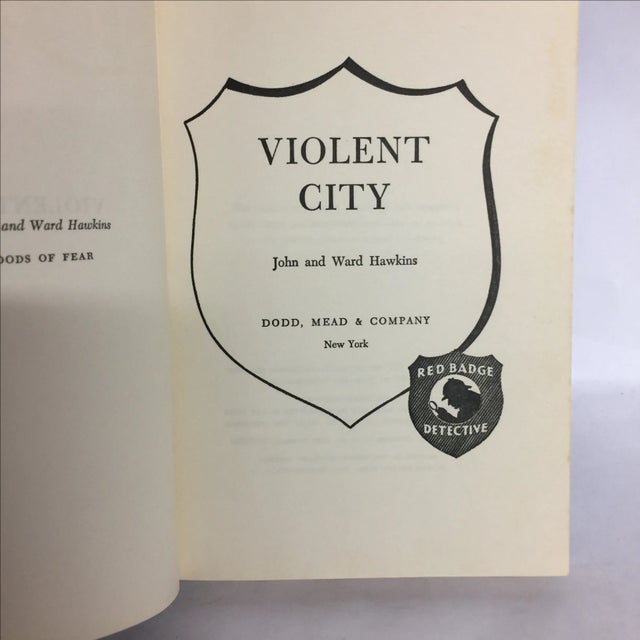 and Ward Hawkins
OF FEAR
VIOLENT
CITY
John and Ward Hawkins
DODD, MEAD & COMPANY
New York
RED BADGE
DETECTIVE